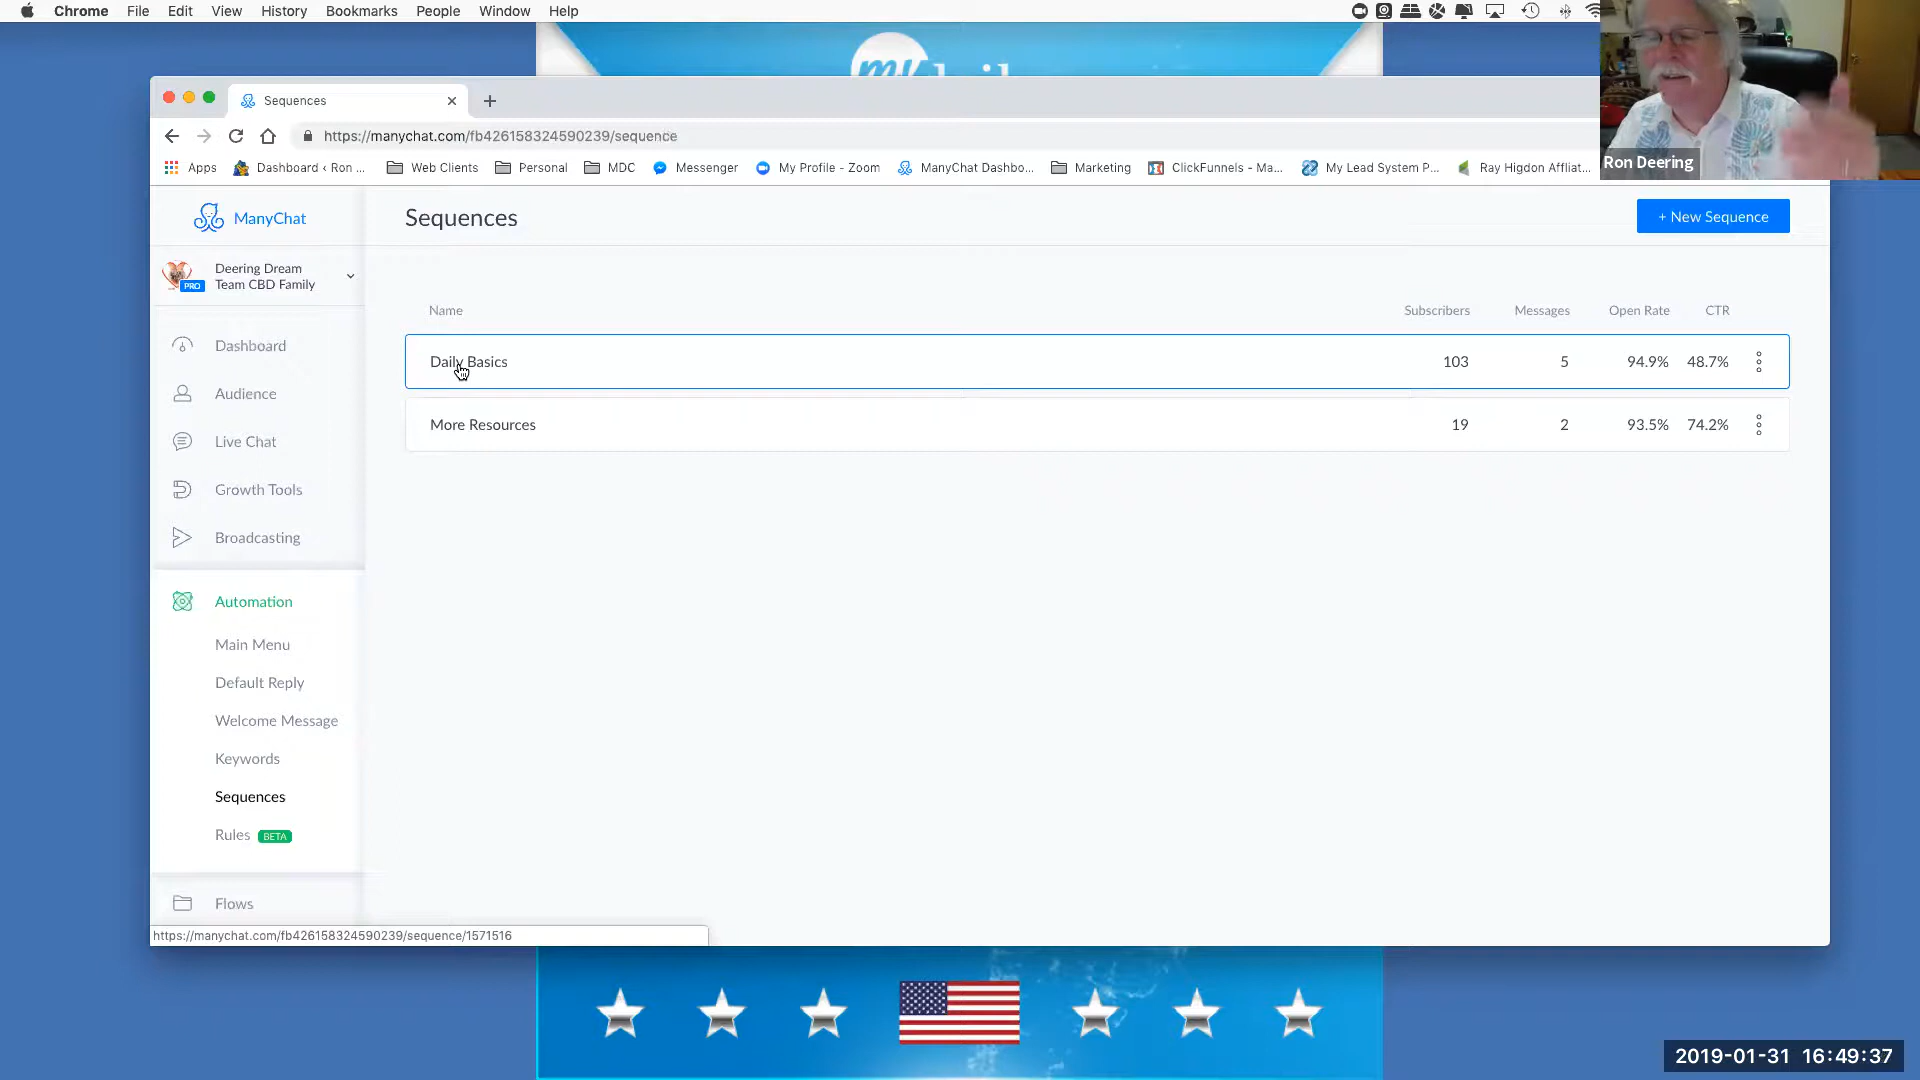 Chrome File Edit View History Bookmarks People Window Help
my
Sequences
https://manychat.com/fb426158324590239/sequence
Apps Dashboard ‹ Ron ... Web Clients Personal MDC Messenger My Profile - Zoom ManyChat Dashbo... Marketing ClickFunnels - Ma... My Lead System P... Ray Higdon Affliat...
Ron Deering
ManyChat
Sequences
+ New Sequence
Deering Dream
Team CBD Family
PRO
Name Subscribers Messages Open Rate CTR
Dashboard
Daily Basics 103 5 94.9% 48.7%
Audience
More Resources 19 2 93.5% 74.2%
Live Chat
Growth Tools
Broadcasting
Automation
Main Menu
Default Reply
Welcome Message
Keywords
Sequences
Rules BETA
Flows
https://manychat.com/fb426158324590239/sequence/1571516
2019-01-31 16:49:37